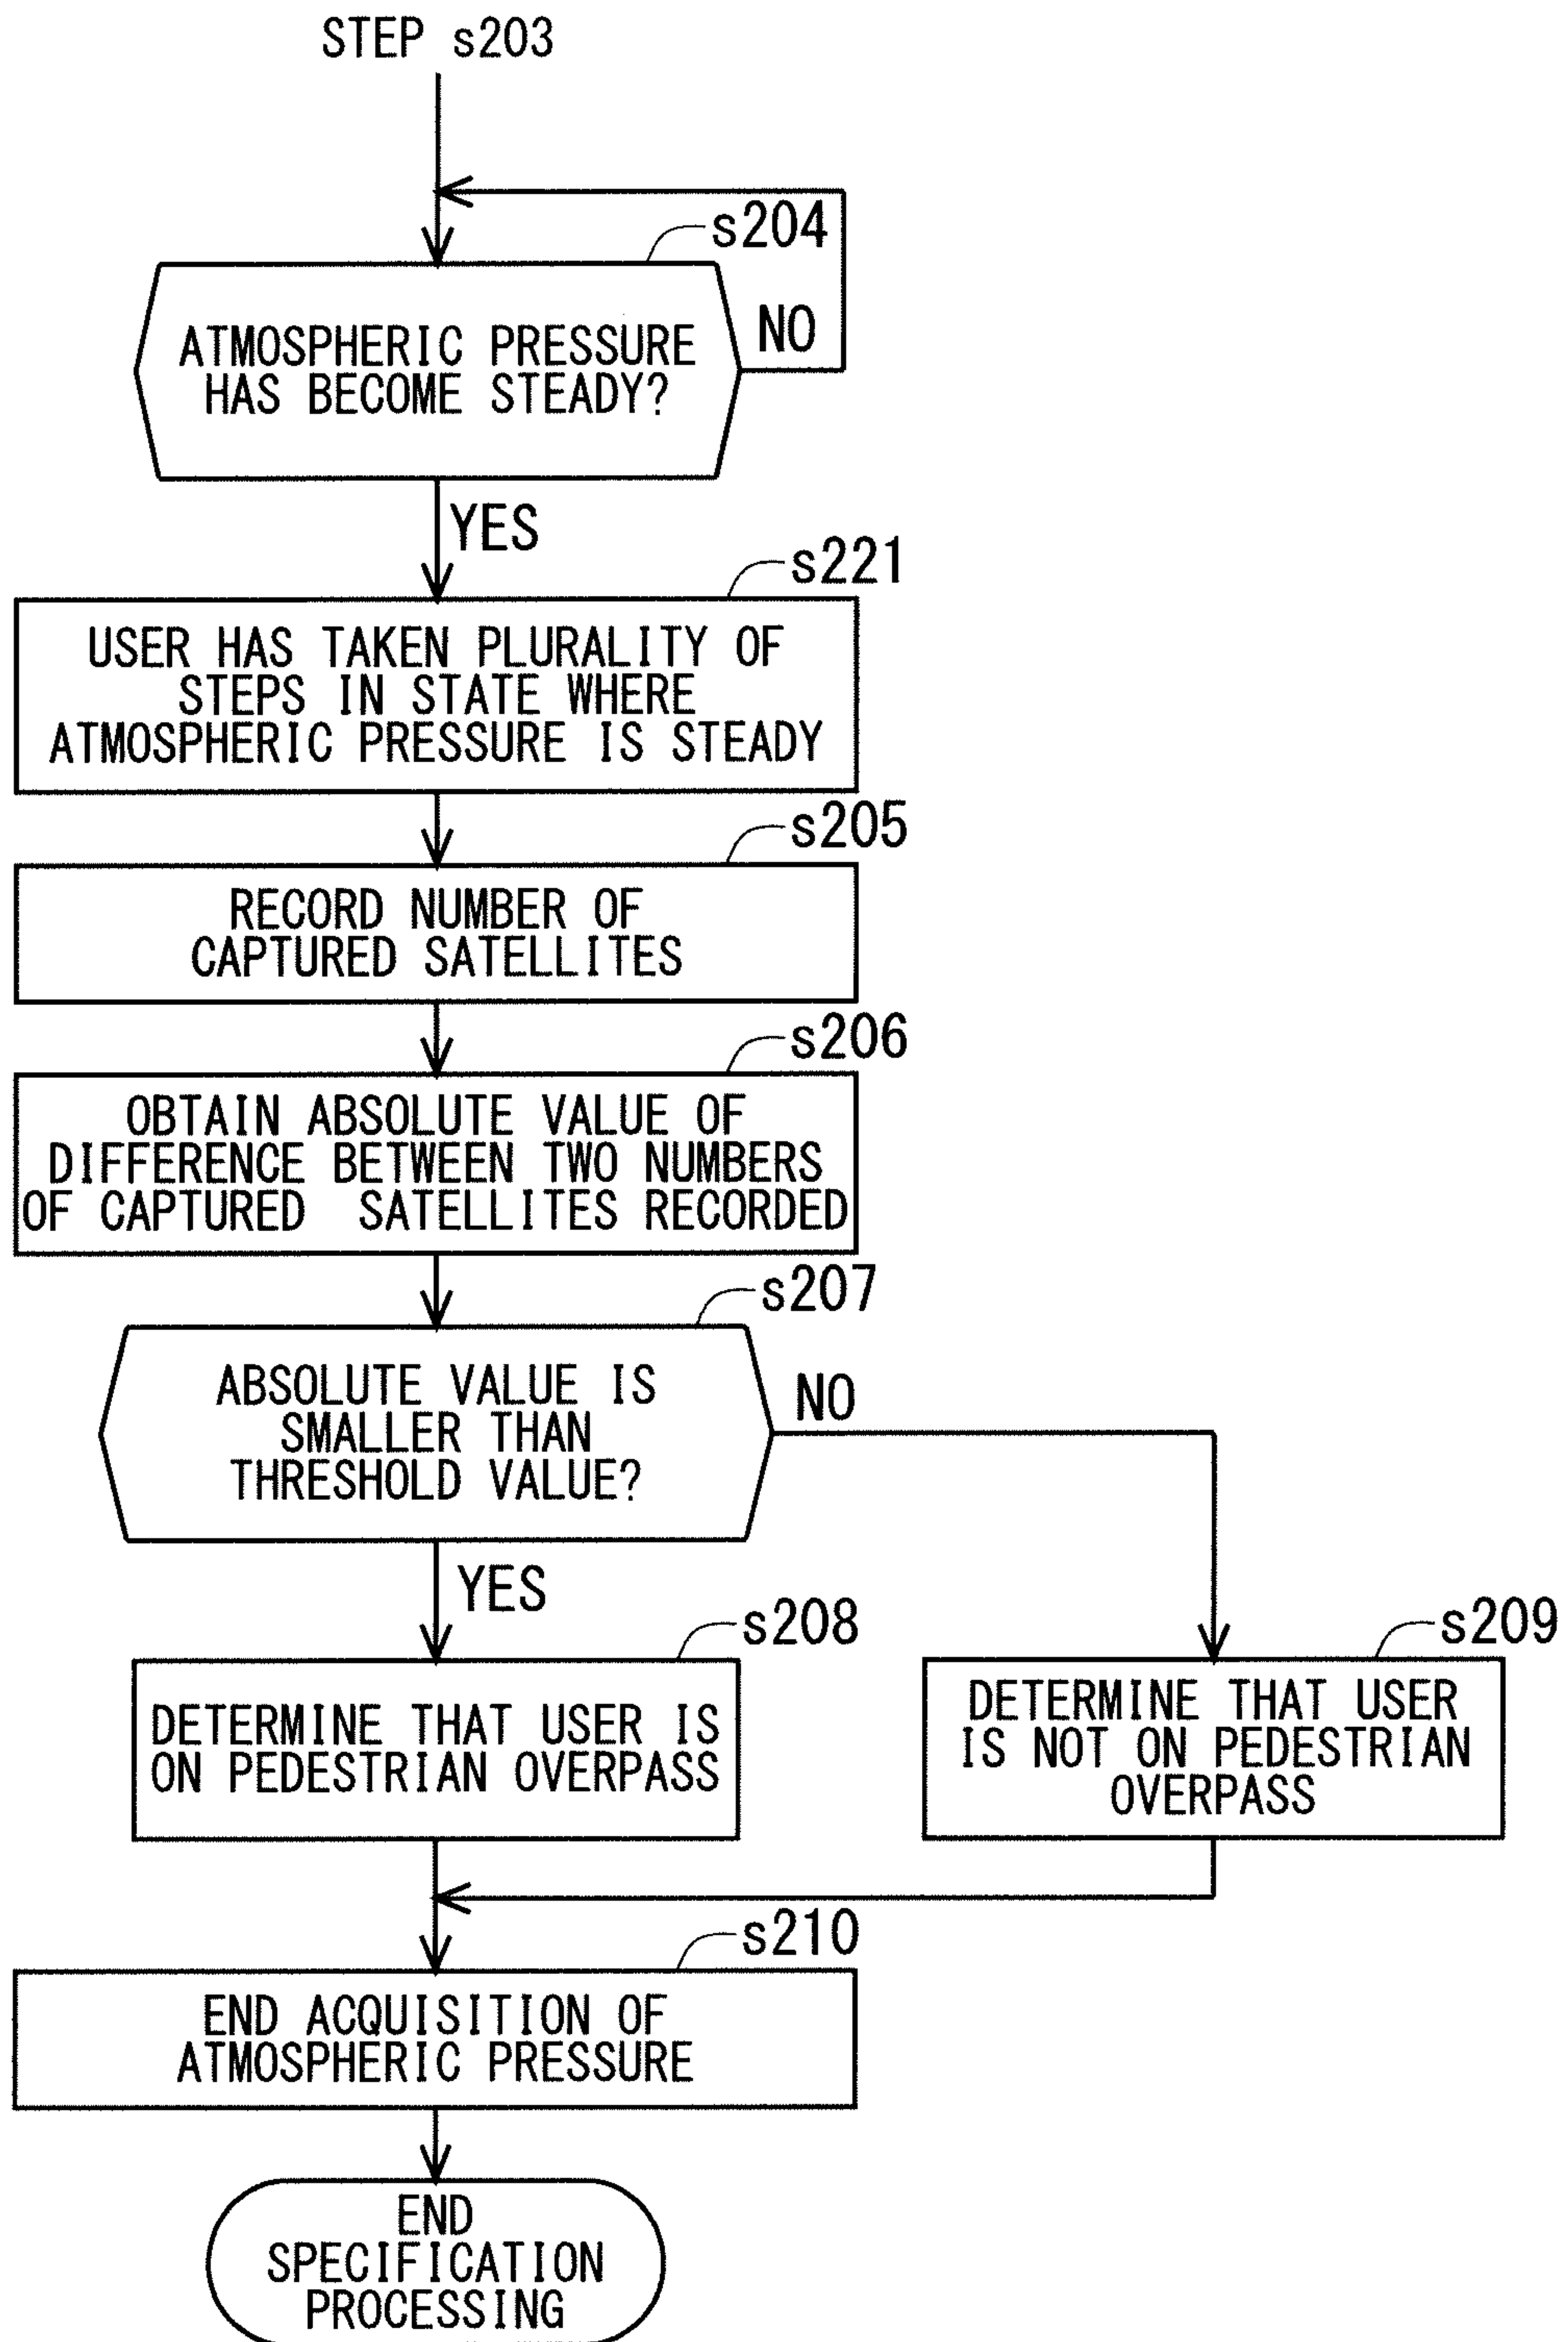 STEP s203
s204
ATMOSPHERIC PRESSURE
HAS BECOME STEADY?
NO
YES
s221
USER HAS TAKEN PLURALITY OF
STEPS IN STATE WHERE
ATMOSPHERIC PRESSURE IS STEADY
s205
RECORD NUMBER OF
CAPTURED SATELLITES
s206
OBTAIN ABSOLUTE VALUE OF
DIFFERENCE BETWEEN TWO NUMBERS
OF CAPTURED SATELLITES RECORDED
s207
ABSOLUTE VALUE IS
SMALLER THAN
THRESHOLD VALUE?
NO
YES
s208
DETERMINE THAT USER IS
ON PEDESTRIAN OVERPASS
s209
DETERMINE THAT USER
IS NOT ON PEDESTRIAN
OVERPASS
s210
END ACQUISITION OF
ATMOSPHERIC PRESSURE
END
SPECIFICATION
PROCESSING